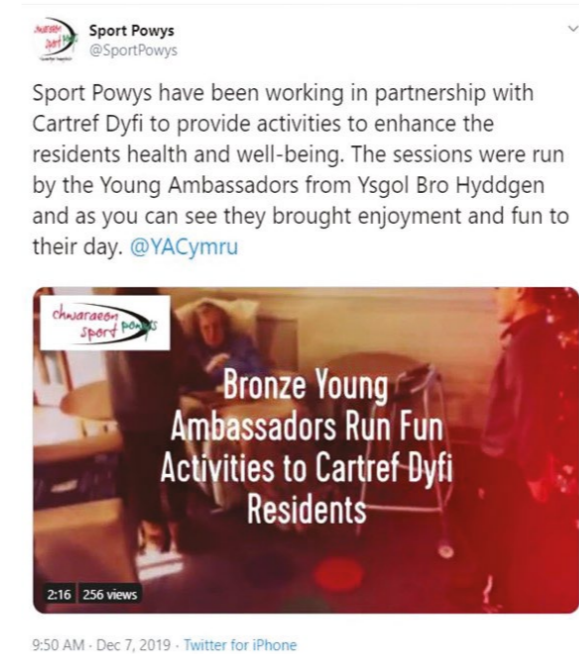 Sport Powys
@SportPowys
Sport Powys have been working in partnership with
Cartref Dyfi to provide activities to enhance the
residents health and well-being. The sessions were run
by the Young Ambassadors from Ysgol Bro Hyddgen
and as you can see they brought enjoyment and fun to
their day. @YACymru
chwaraeon
sport powys
Bronze Young
Ambassadors Run Fun
Activities to Cartref Dyfi
Residents
2:16 256 views
9:50 AM · Dec 7, 2019 · Twitter for iPhone